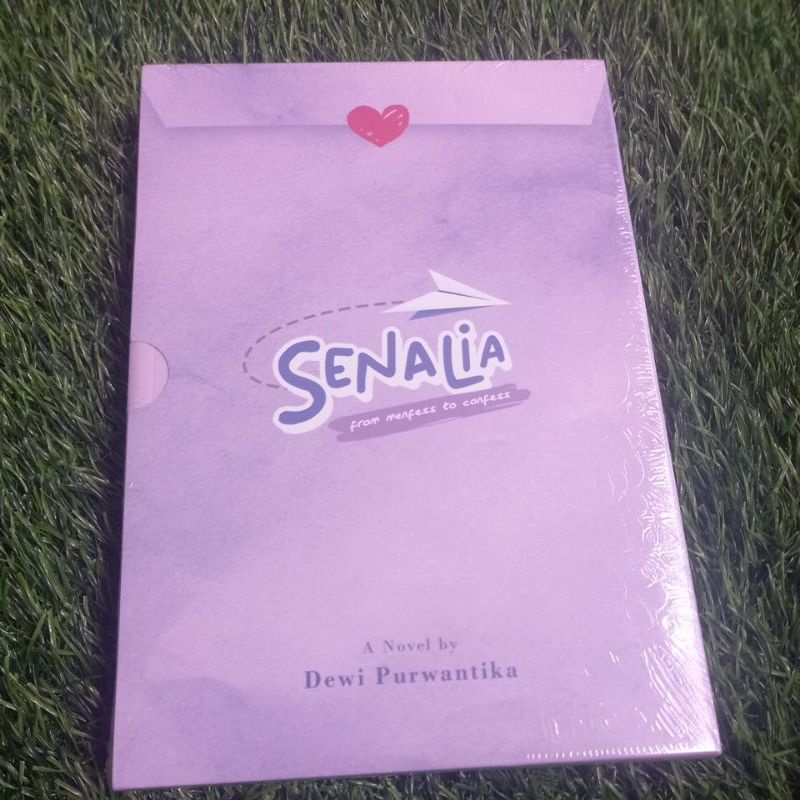 SENALiA
from menfess to confess
A Novel by
Dewi Purwantika